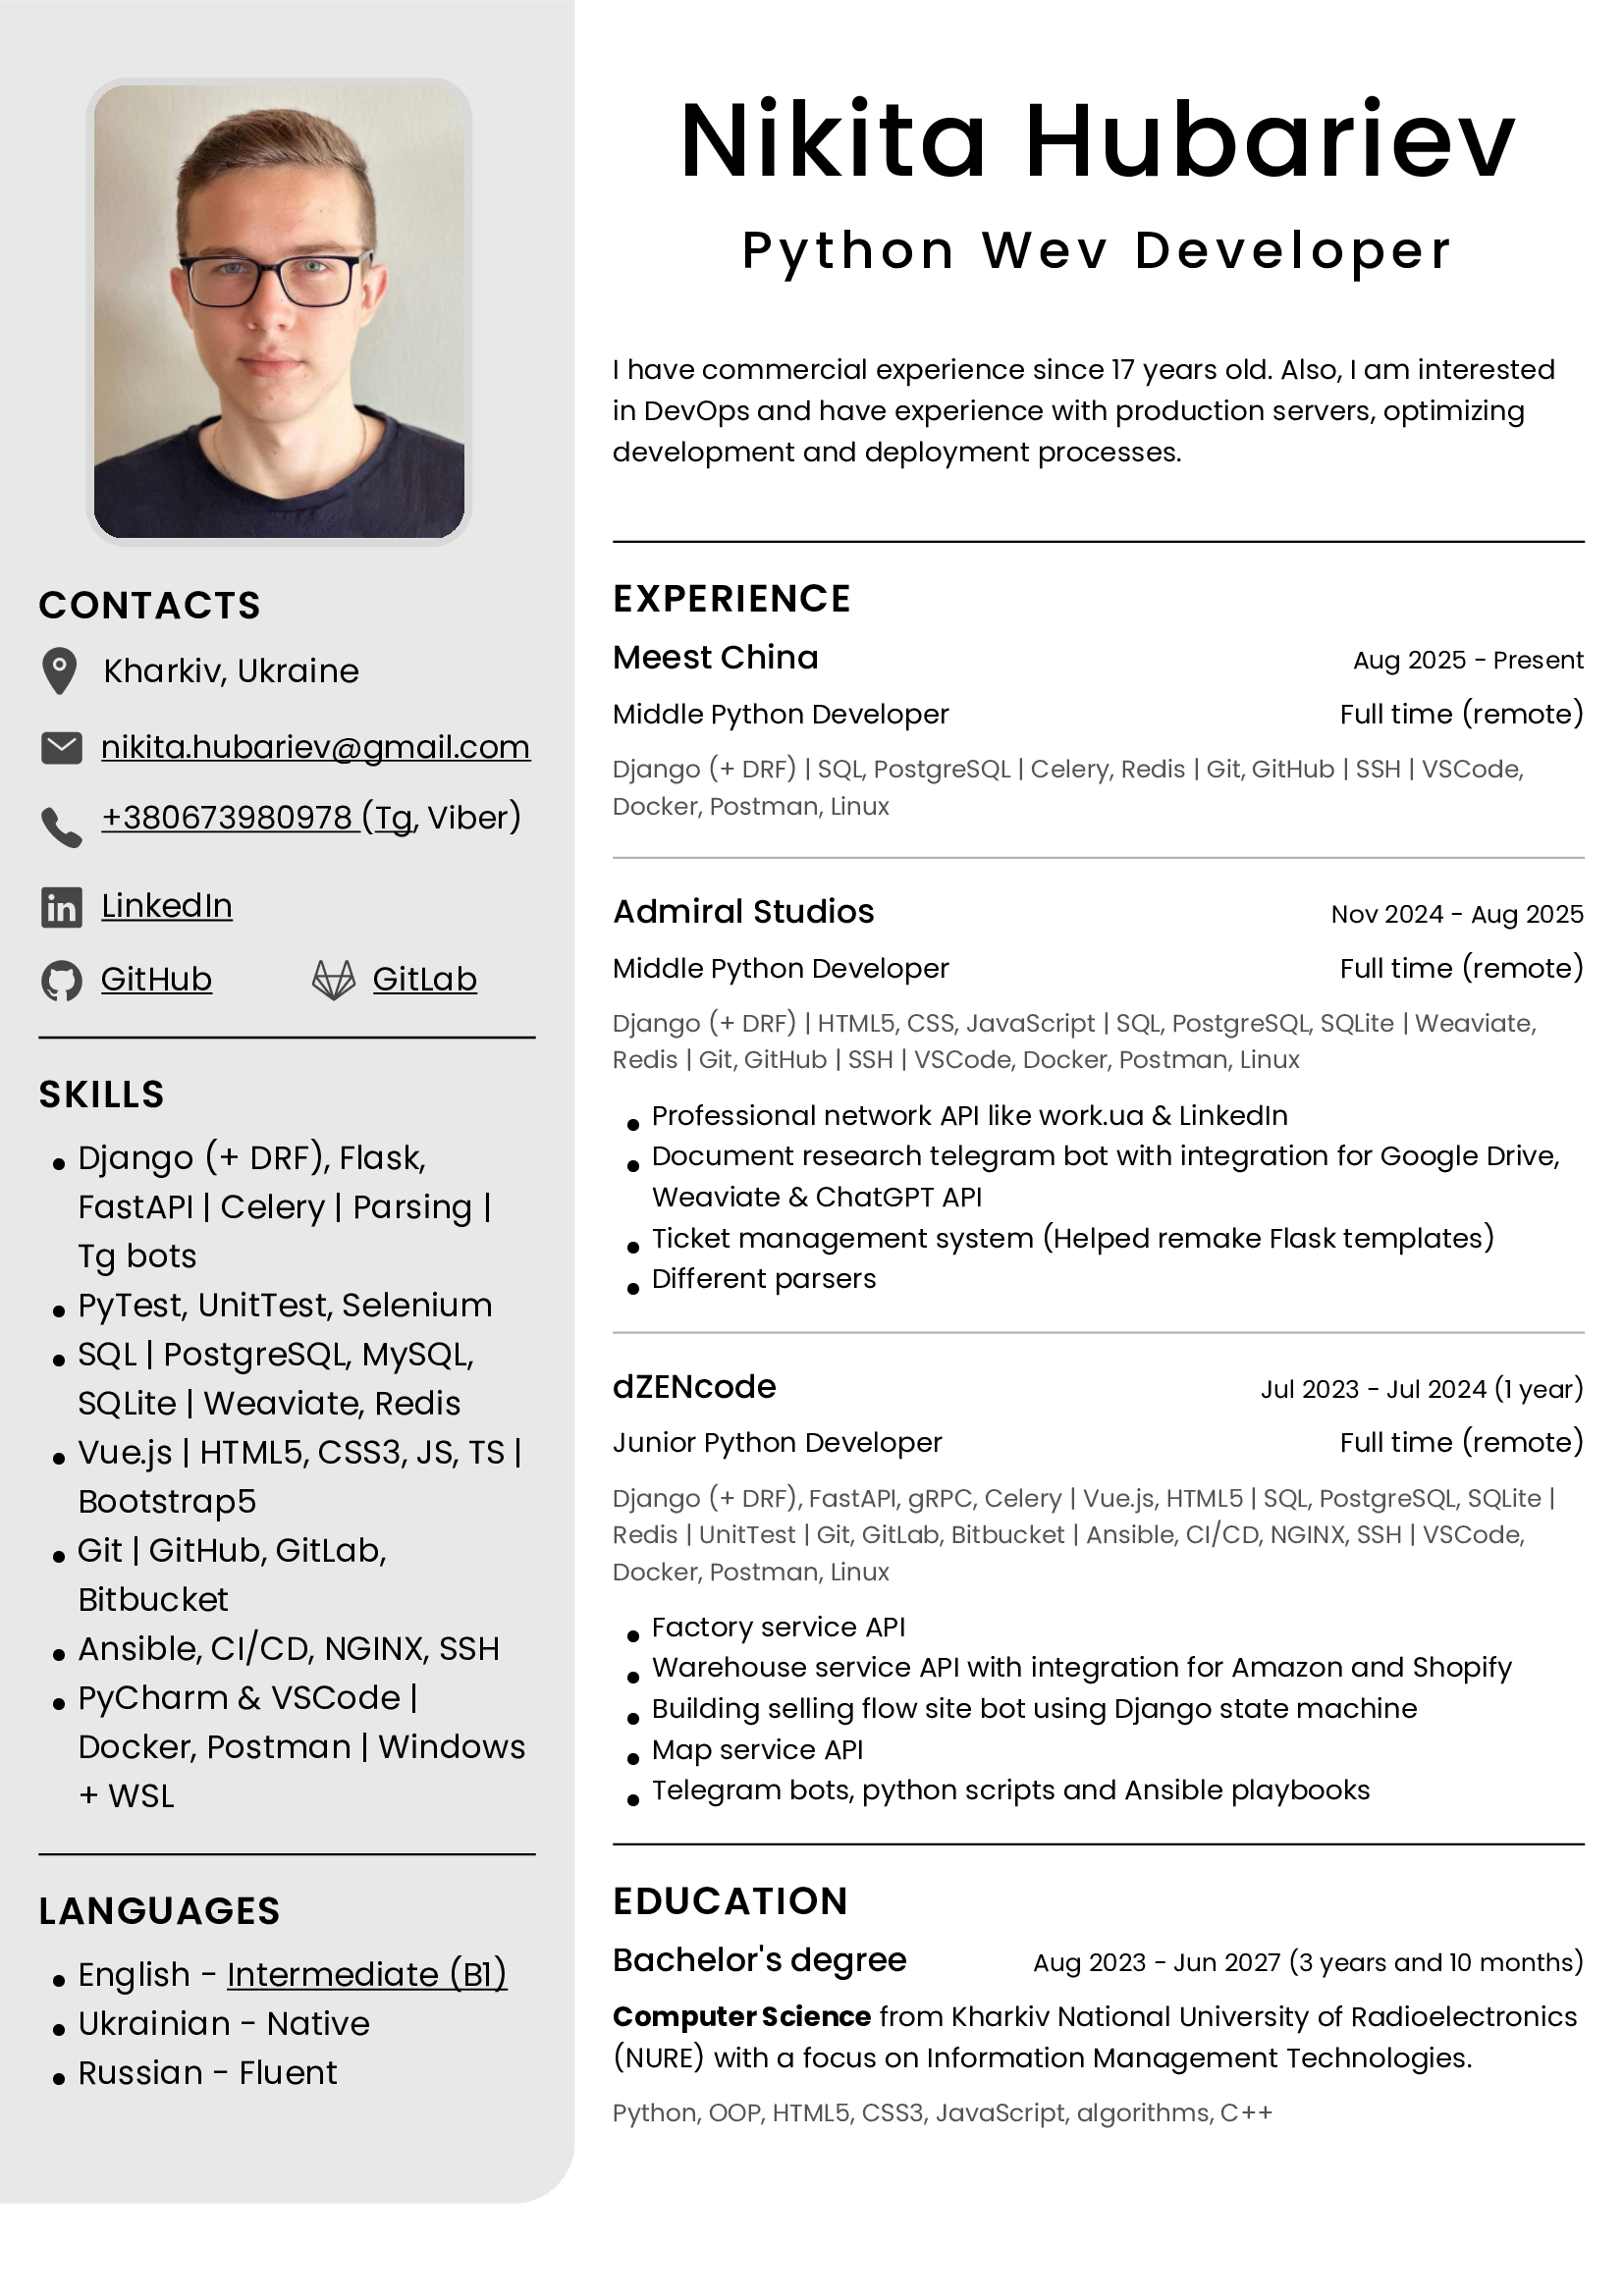 Nikita Hubariev
Python Wev Developer
I have commercial experience since 17 years old. Also, I am interested
in DevOps and have experience with production servers, optimizing
development and deployment processes.
CONTACTS
Kharkiv, Ukraine
nikita.hubariev@gmail.com
+380673980978 (Tg, Viber)
LinkedIn
GitHub GitLab
SKILLS
• Django (+ DRF), Flask,
FastAPI | Celery | Parsing |
Tg bots
• PyTest, UnitTest, Selenium
• SQL | PostgreSQL, MySQL,
SQLite | Weaviate, Redis
• Vue.js | HTML5, CSS3, JS, TS |
Bootstrap5
• Git | GitHub, GitLab,
Bitbucket
• Ansible, CI/CD, NGINX, SSH
• PyCharm & VSCode |
Docker, Postman | Windows
+ WSL
LANGUAGES
• English - Intermediate (B1)
• Ukrainian - Native
• Russian - Fluent
EXPERIENCE
Meest China Aug 2025 - Present
Middle Python Developer Full time (remote)
Django (+ DRF) | SQL, PostgreSQL | Celery, Redis | Git, GitHub | SSH | VSCode,
Docker, Postman, Linux
Admiral Studios Nov 2024 - Aug 2025
Middle Python Developer Full time (remote)
Django (+ DRF) | HTML5, CSS, JavaScript | SQL, PostgreSQL, SQLite | Weaviate,
Redis | Git, GitHub | SSH | VSCode, Docker, Postman, Linux
• Professional network API like work.ua & LinkedIn
• Document research telegram bot with integration for Google Drive,
Weaviate & ChatGPT API
• Ticket management system (Helped remake Flask templates)
• Different parsers
dZENcode Jul 2023 - Jul 2024 (1 year)
Junior Python Developer Full time (remote)
Django (+ DRF), FastAPI, gRPC, Celery | Vue.js, HTML5 | SQL, PostgreSQL, SQLite |
Redis | UnitTest | Git, GitLab, Bitbucket | Ansible, CI/CD, NGINX, SSH | VSCode,
Docker, Postman, Linux
• Factory service API
• Warehouse service API with integration for Amazon and Shopify
• Building selling flow site bot using Django state machine
• Map service API
• Telegram bots, python scripts and Ansible playbooks
EDUCATION
Bachelor's degree Aug 2023 - Jun 2027 (3 years and 10 months)
Computer Science from Kharkiv National University of Radioelectronics
(NURE) with a focus on Information Management Technologies.
Python, OOP, HTML5, CSS3, JavaScript, algorithms, C++